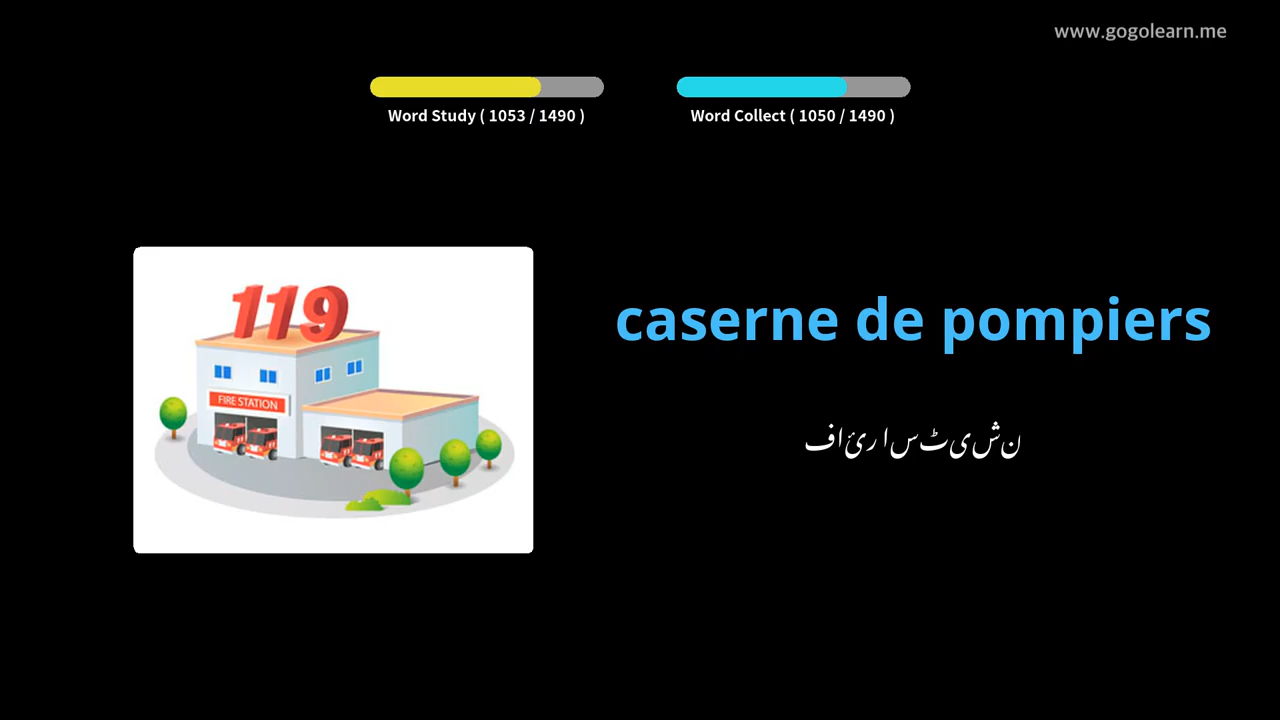 www.gogolearn.me
Word Study ( 1053 / 1490 )
Word Collect ( 1050 / 1490 )
119
FIRE STATION
caserne de pompiers
فائر اسٹیشن